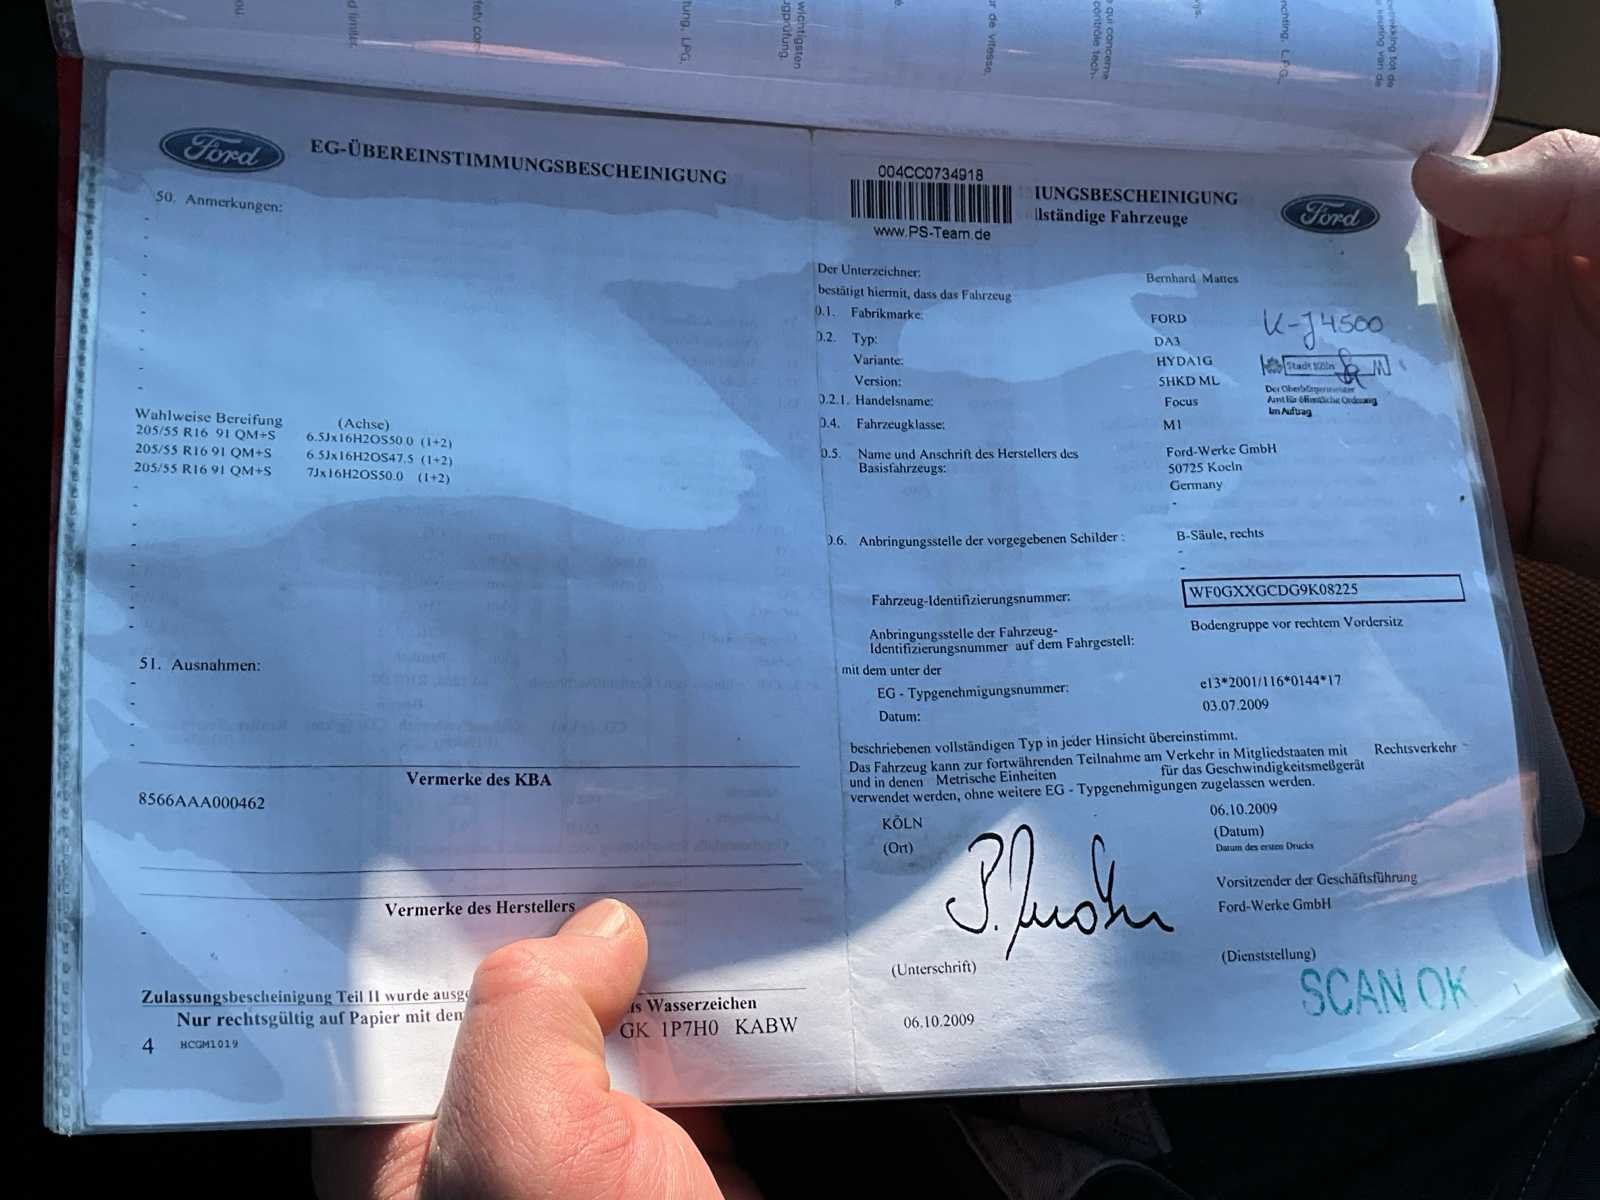 Ford
EG-ÜBEREINSTIMMUNGSBESCHEINIGUNG
50. Anmerkungen:
Wahlweise Bereifung (Achse)
205/55 R16 91 QM+S 6.5Jx16H2OS50.0 (1+2)
205/55 R16 91 QM+S 6.5Jx16H2OS47.5 (1+2)
205/55 R16 91 QM+S 7Jx16H2OS50.0 (1+2)
51. Ausnahmen:
Vermerke des KBA
8566AAA000462
Vermerke des Herstellers
Zulassungsbescheinigung Teil II wurde
Nur rechtsgültig auf Papier mit Wasserzeichen
GK 1P7H0 KABW
4 HCGM1019
004CC0734918
www.PS-Team.de
Fahrzeuge
Ford
Der Unterzeichner: Bernhard Mattes
bestätigt hiermit, dass das Fahrzeug
0.1. Fabrikmarke: FORD
K-J4500
0.2. Typ: DA3
Variante: HYDA1G
Version: 5HKD ML
Stadt Köln
Der Oberbürgermeister
Amt für öffentliche Ordnung
Im Auftrag
0.2.1. Handelsname: Focus
0.4. Fahrzeugklasse: M1
0.5. Name und Anschrift des Herstellers des Basisfahrzeugs: Ford-Werke GmbH
50725 Koeln
Germany
0.6. Anbringungsstelle der vorgegebenen Schilder : B-Säule, rechts
Fahrzeug-Identifizierungsnummer: WF0GXXGCDG9K08225
Anbringungsstelle der Fahrzeug-
Identifizierungsnummer auf dem Fahrgestell: Bodengruppe vor rechtem Vordersitz
mit dem unter der
EG - Typgenehmigungsnummer: e13*2001/116*0144*17
Datum: 03.07.2009
beschriebenen vollständigen Typ in jeder Hinsicht übereinstimmt.
Das Fahrzeug kann zur fortwährenden Teilnahme am Verkehr in Mitgliedstaaten mit Rechtsverkehr
und in denen Metrische Einheiten für das Geschwindigkeitsmeßgerät
verwendet werden, ohne weitere EG - Typgenehmigungen zugelassen werden.
KÖLN 06.10.2009
(Ort) (Datum)
Datum des ersten Drucks
Vorsitzender der Geschäftsführung
Ford-Werke GmbH
(Unterschrift) (Dienststellung)
SCAN OK
06.10.2009